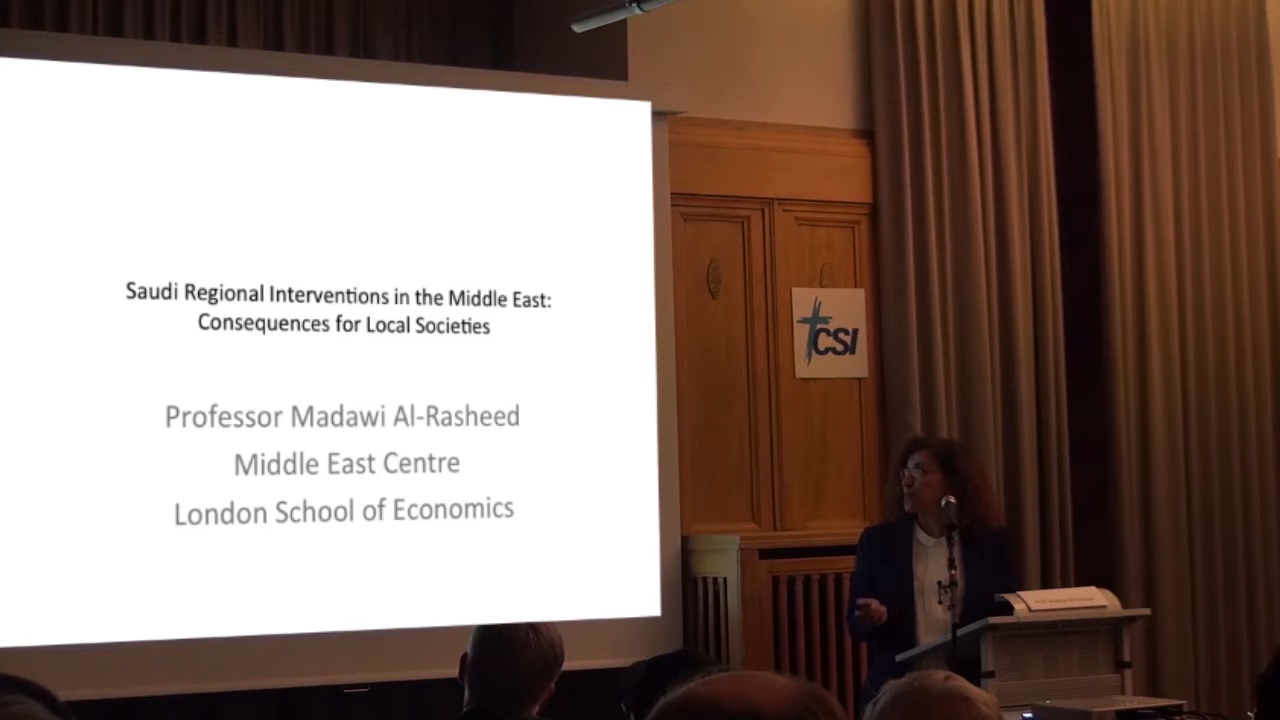 Saudi Regional Interventions in the Middle East:
Consequences for Local Societies
Professor Madawi Al-Rasheed
Middle East Centre
London School of Economics
CSI